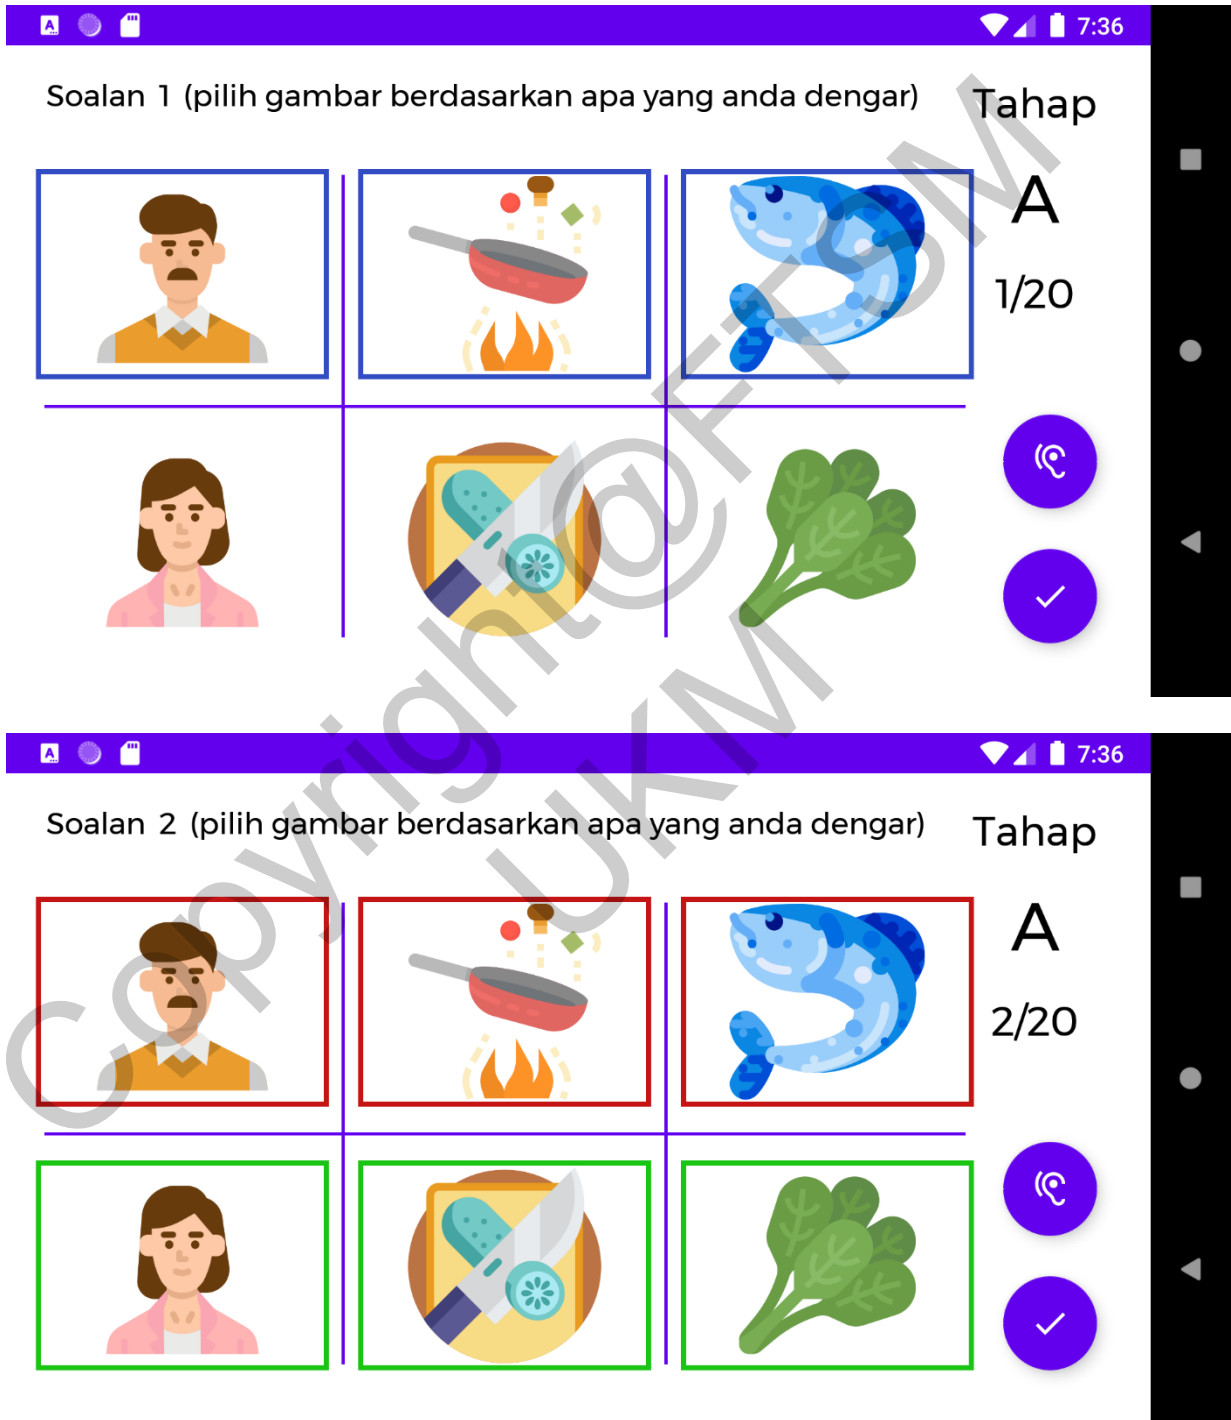 A
7:36
Soalan 1 (pilih gambar berdasarkan apa yang anda dengar)
Tahap
A
1/20
Copyright@FTSM
UKM
A
7:36
Soalan 2 (pilih gambar berdasarkan apa yang anda dengar)
Tahap
A
2/20